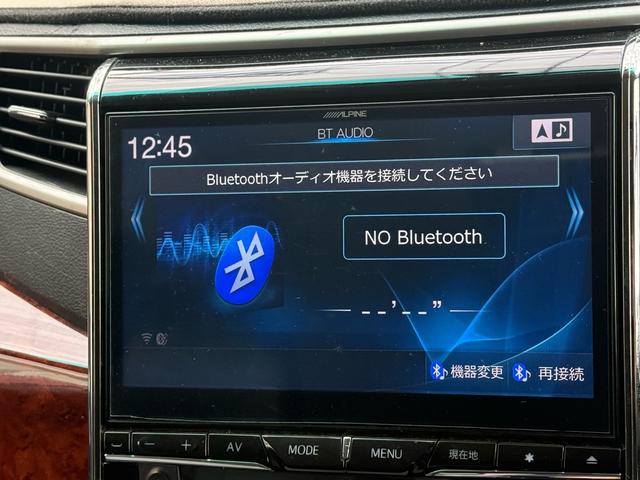 ALPINE
BT AUDIO
12:45
Bluetoothオーディオ機器を接続してください
NO Bluetooth
--'--"
機器変更 再接続
- + AV MODE MENU 現在地